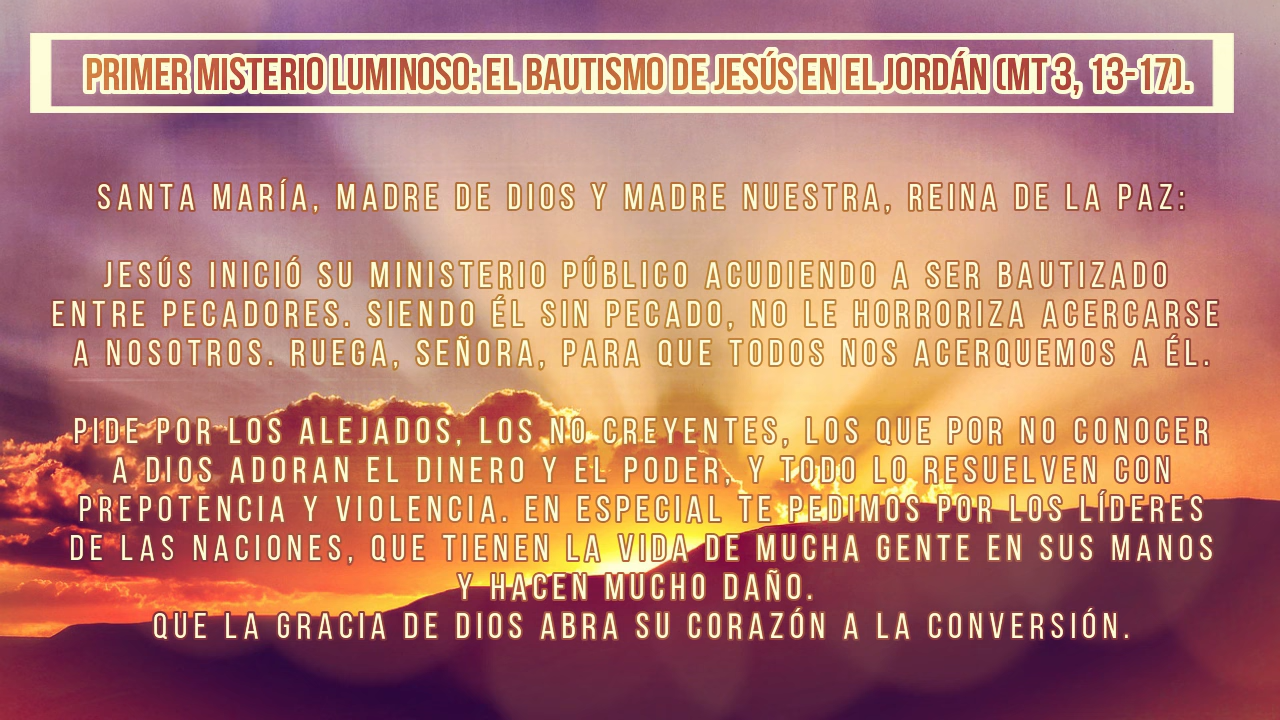 PRIMER MISTERIO LUMINOSO: EL BAUTISMO DE JESÚS EN EL JORDÁN (MT 3, 13-17).
SANTA MARÍA, MADRE DE DIOS Y MADRE NUESTRA, REINA DE LA PAZ:
JESÚS INICIÓ SU MINISTERIO PÚBLICO ACUDIENDO A SER BAUTIZADO
ENTRE PECADORES. SIENDO ÉL SIN PECADO, NO LE HORRORIZA ACERCARSE
A NOSOTROS. RUEGA, SEÑORA, PARA QUE TODOS NOS ACERQUEMOS A ÉL.
PIDE POR LOS ALEJADOS, LOS NO CREYENTES, LOS QUE POR NO CONOCER
A DIOS ADORAN EL DINERO Y EL PODER, Y TODO LO RESUELVEN CON
PREPOTENCIA Y VIOLENCIA. EN ESPECIAL TE PEDIMOS POR LOS LÍDERES
DE LAS NACIONES, QUE TIENEN LA VIDA DE MUCHA GENTE EN SUS MANOS
Y HACEN MUCHO DAÑO.
QUE LA GRACIA DE DIOS ABRA SU CORAZÓN A LA CONVERSIÓN.